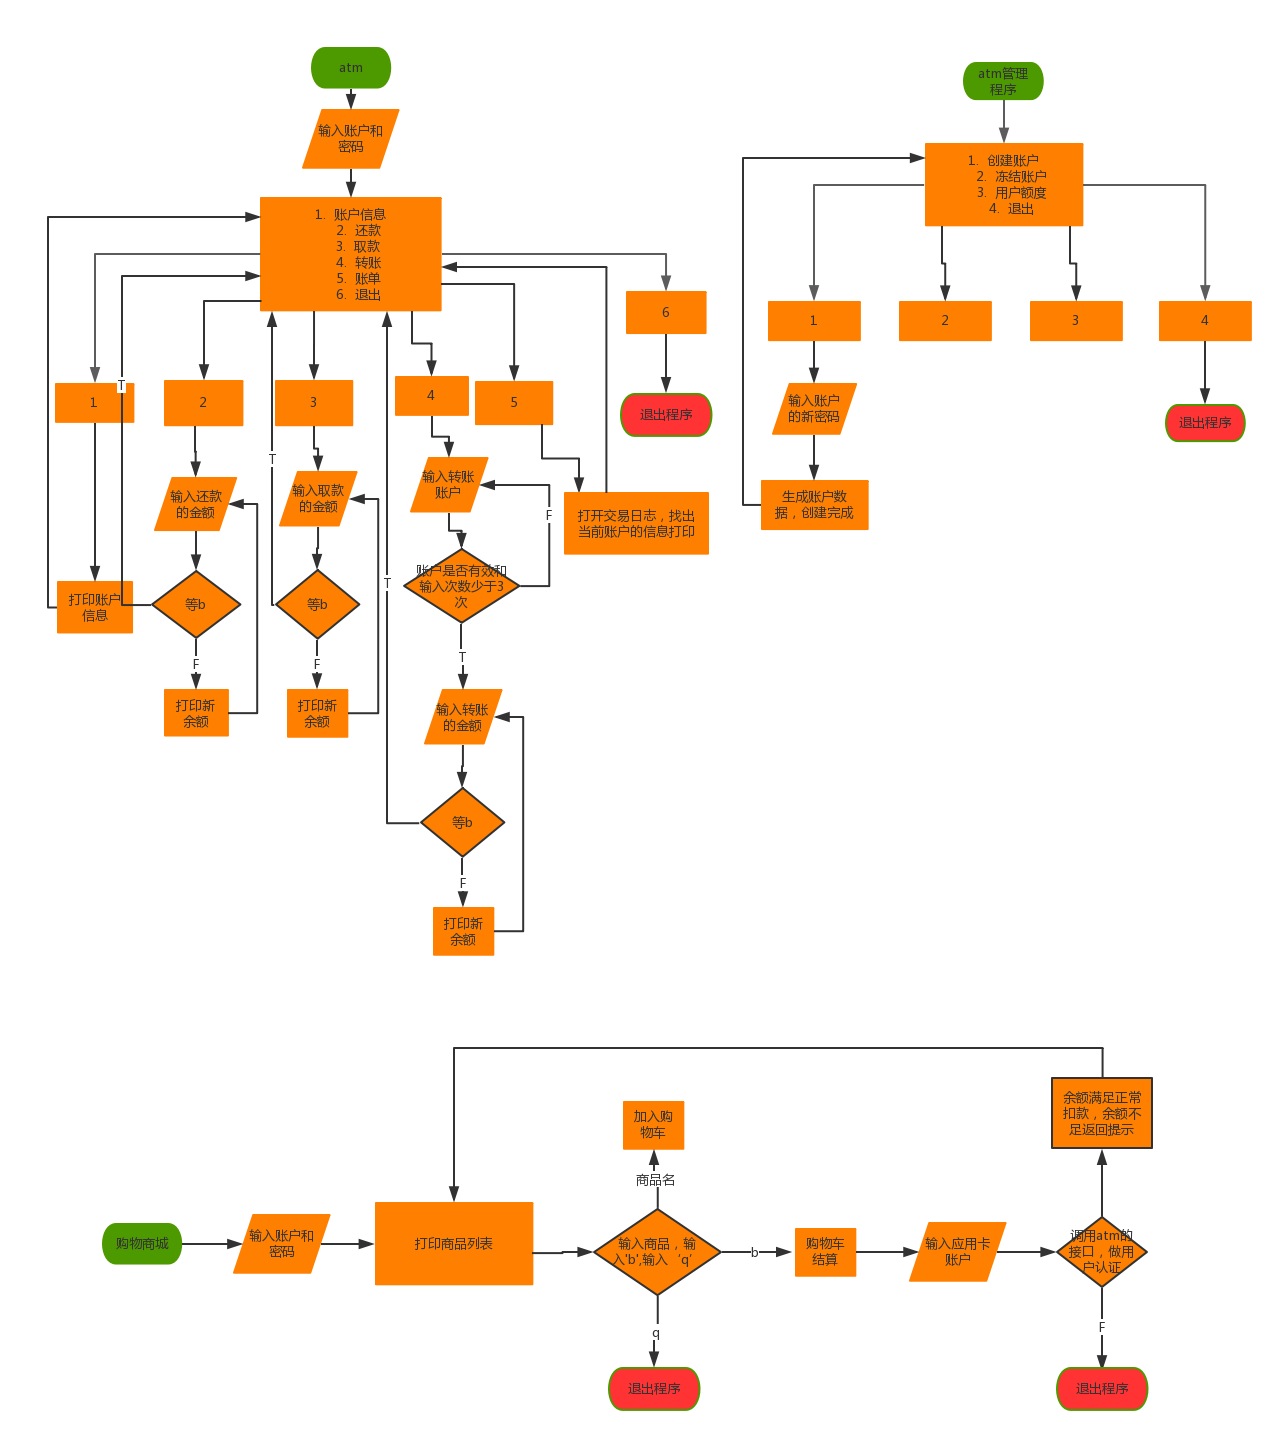 atm
输入账户和
密码
1. 账户信息
2. 还款
3. 取款
4. 转账
5. 账单
6. 退出
1
2
3
4
5
6
退出程序
T
T
T
F
输入还款
的金额
输入取款
的金额
输入转账
账户
打开交易日志，找出
当前账户的信息打印
打印账户
信息
等b
等b
账户是否有效和
输入次数少于3
次
F
F
T
打印新
余额
打印新
余额
输入转账
的金额
等b
F
打印新
余额
atm管理
程序
1. 创建账户
2. 冻结账户
3. 用户额度
4. 退出
1
2
3
4
输入账户
的新密码
退出程序
生成账户数
据，创建完成
购物商城
输入账户和
密码
打印商品列表
加入购
物车
商品名
输入商品，输
入'b',输入 ‘q’
q
退出程序
b
购物车
结算
输入应用卡
账户
调用atm的
接口，做用
户认证
余额满足正常
扣款，余额不
足返回提示
F
退出程序